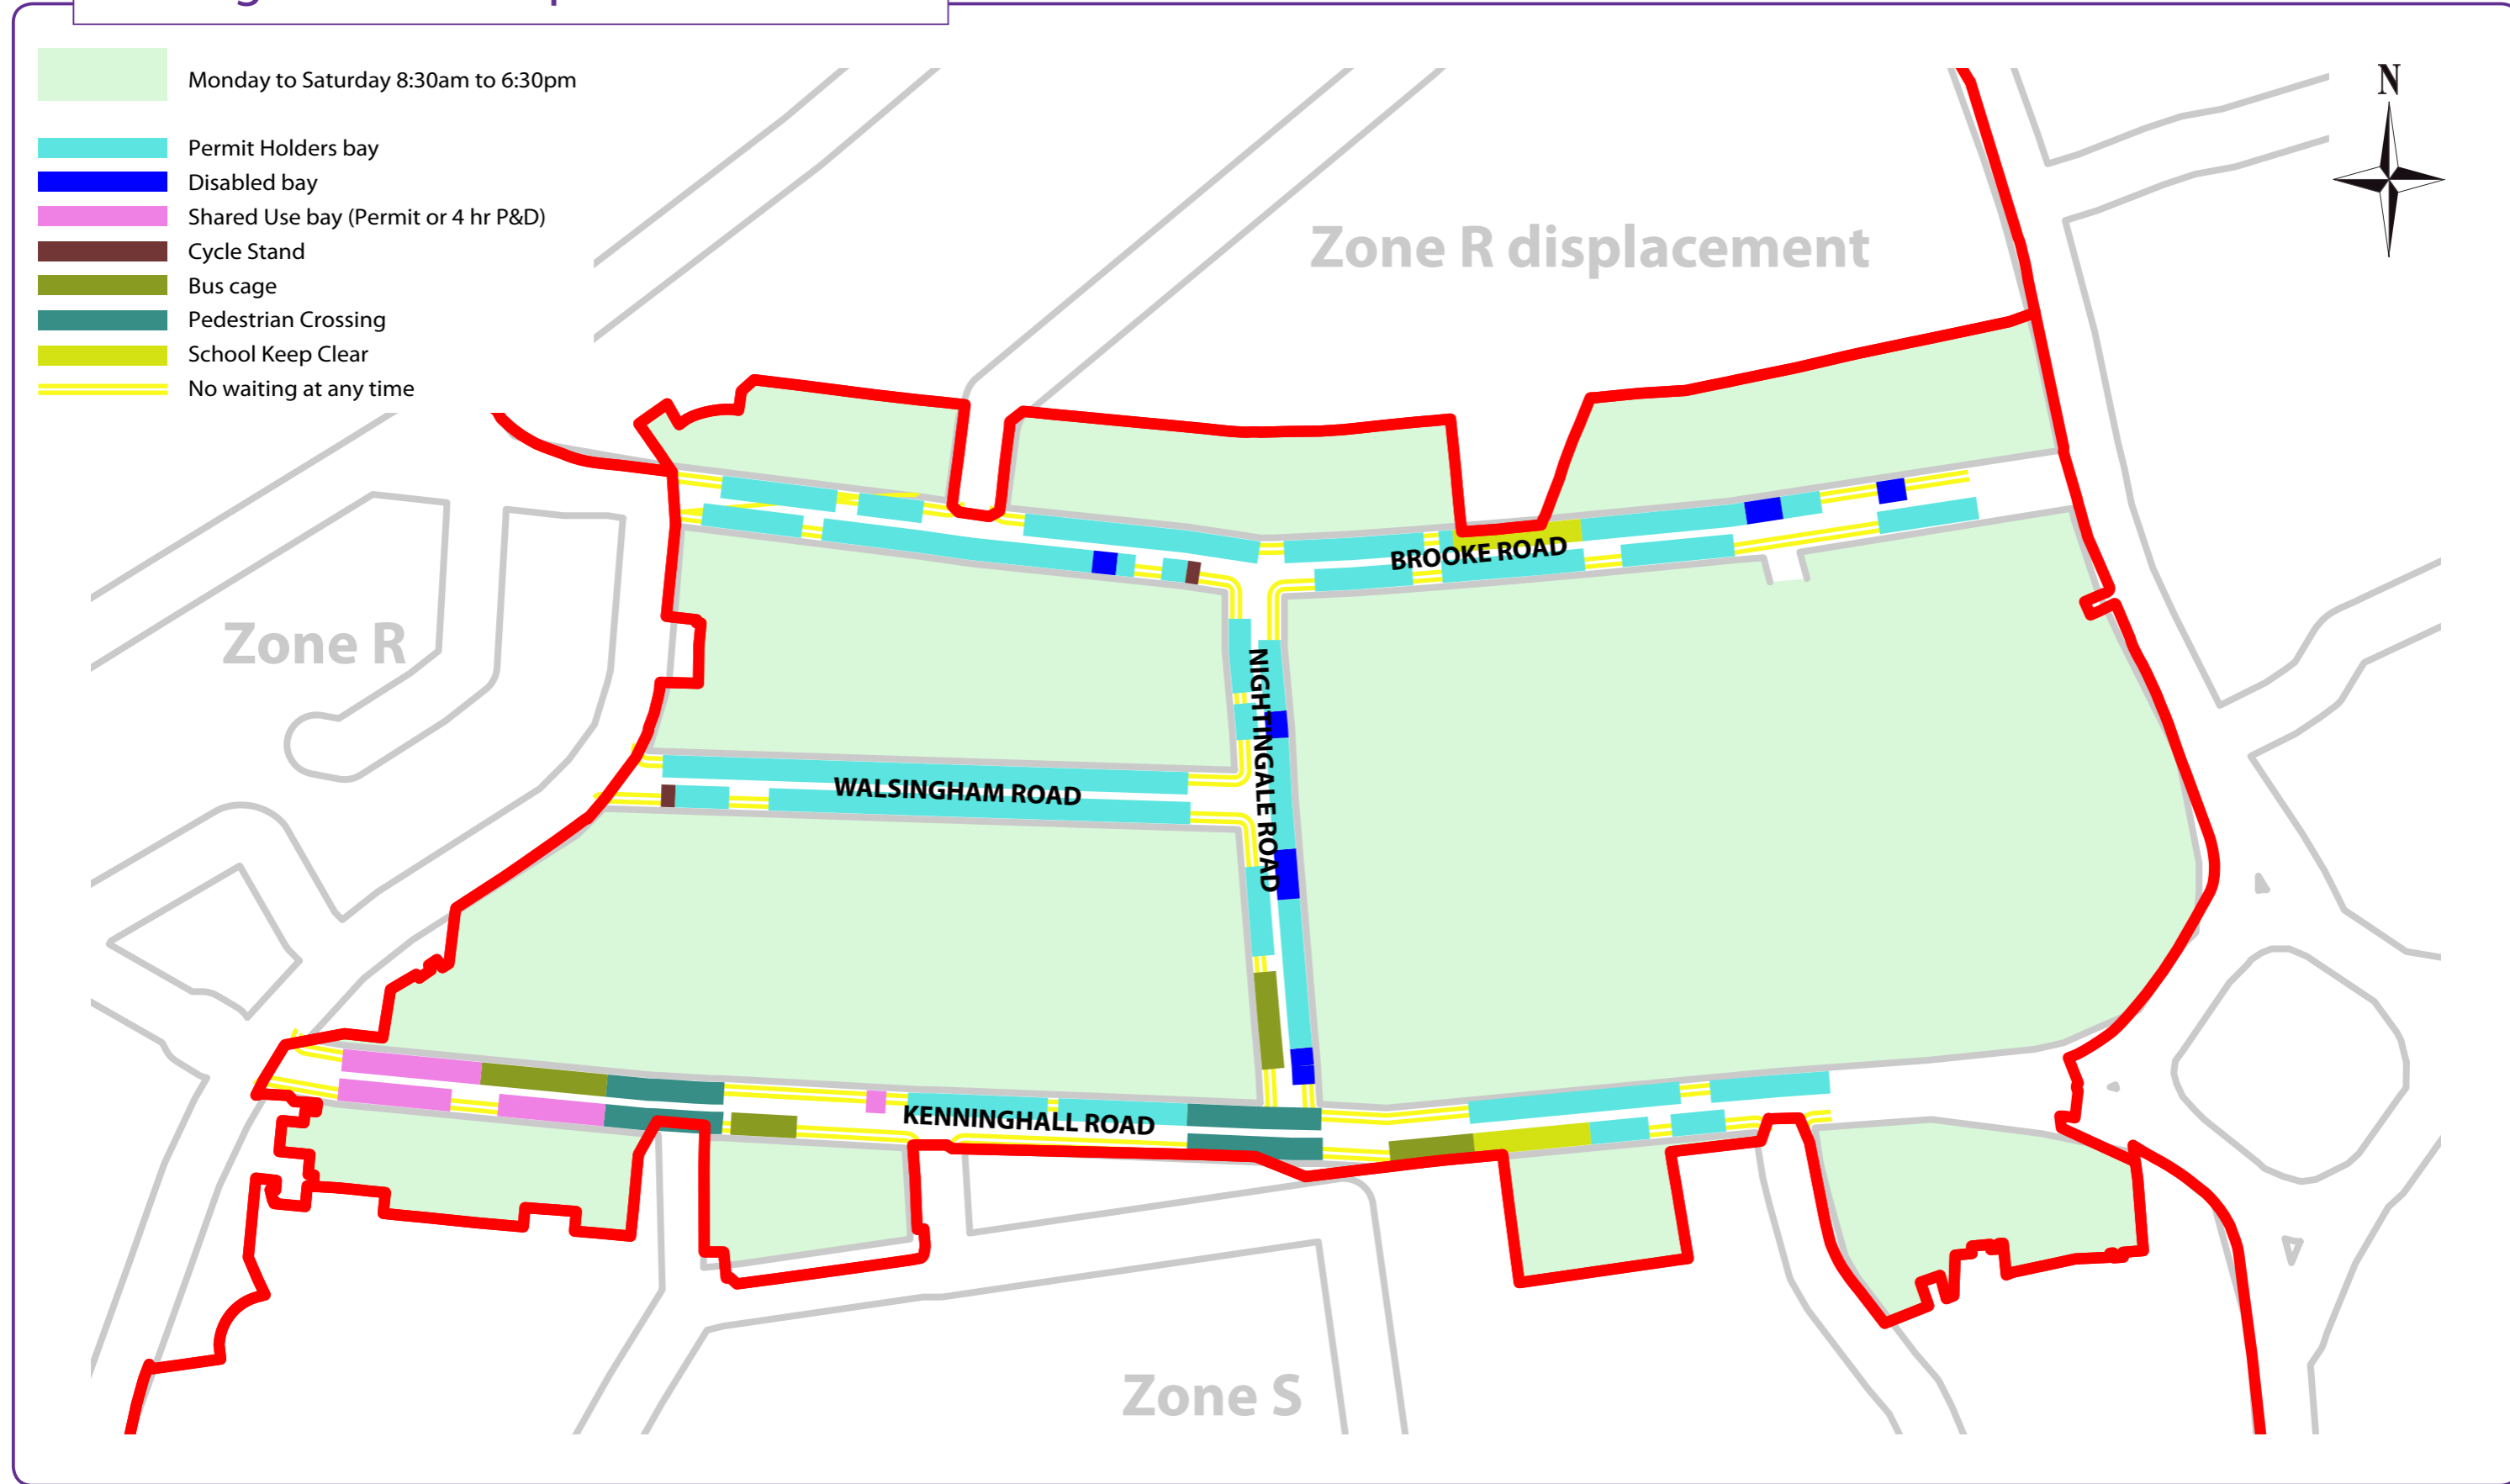 Monday to Saturday 8:30am to 6:30pm
Permit Holders bay
Disabled bay
Shared Use bay (Permit or 4 hr P&D)
Cycle Stand
Bus cage
Pedestrian Crossing
School Keep Clear
No waiting at any time
N
Zone R displacement
BROOKE ROAD
Zone R
NIGHTINGALE ROAD
WALSINGHAM ROAD
KENNINGHALL ROAD
Zone S